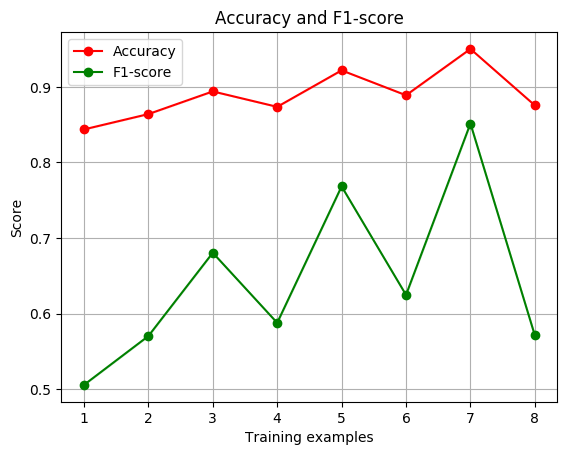 Accuracy and F1-score
Accuracy
F1-score
0.9
0.8
0.7
0.6
0.5
Score
1 2 3 4 5 6 7 8
Training examples